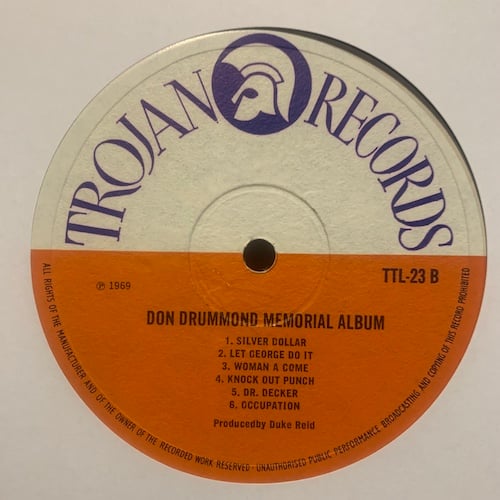 TROJAN RECORDS
℗ 1969
TTL-23 B
DON DRUMMOND MEMORIAL ALBUM
1. SILVER DOLLAR
2. LET GEORGE DO IT
3. WOMAN A COME
4. KNOCK OUT PUNCH
5. DR. DECKER
6. OCCUPATION
Producedby Duke Reid
ALL RIGHTS OF THE MANUFACTURER AND OF THE OWNER OF THE RECORDED WORK RESERVED · UNAUTHORISED PUBLIC PERFORMANCE BROADCASTING AND COPYING OF THIS RECORD PROHIBITED